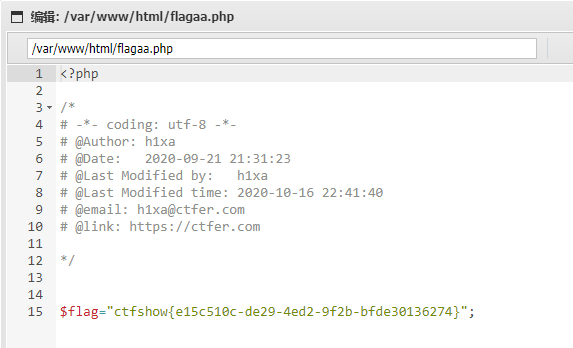 编辑: /var/www/html/flagaa.php
/var/www/html/flagaa.php
1 <?php
2
3 /*
4 # -*- coding: utf-8 -*-
5 # @Author: h1xa
6 # @Date:   2020-09-21 21:31:23
7 # @Last Modified by:   h1xa
8 # @Last Modified time: 2020-10-16 22:41:40
9 # @email: h1xa@ctfer.com
10 # @link: https://ctfer.com
11
12 */
13
14
15 $flag="ctfshow{e15c510c-de29-4ed2-9f2b-bfde30136274}";